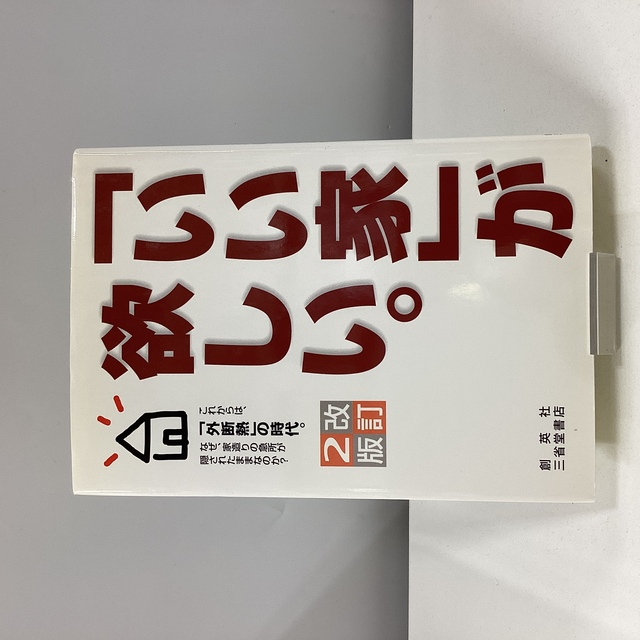 「いい家」が
欲しい。
これからは、
「外断熱」の時代。
なぜ、家造りの急所が
隠されたままなのか？
改訂
2版
創英社
三省堂書店